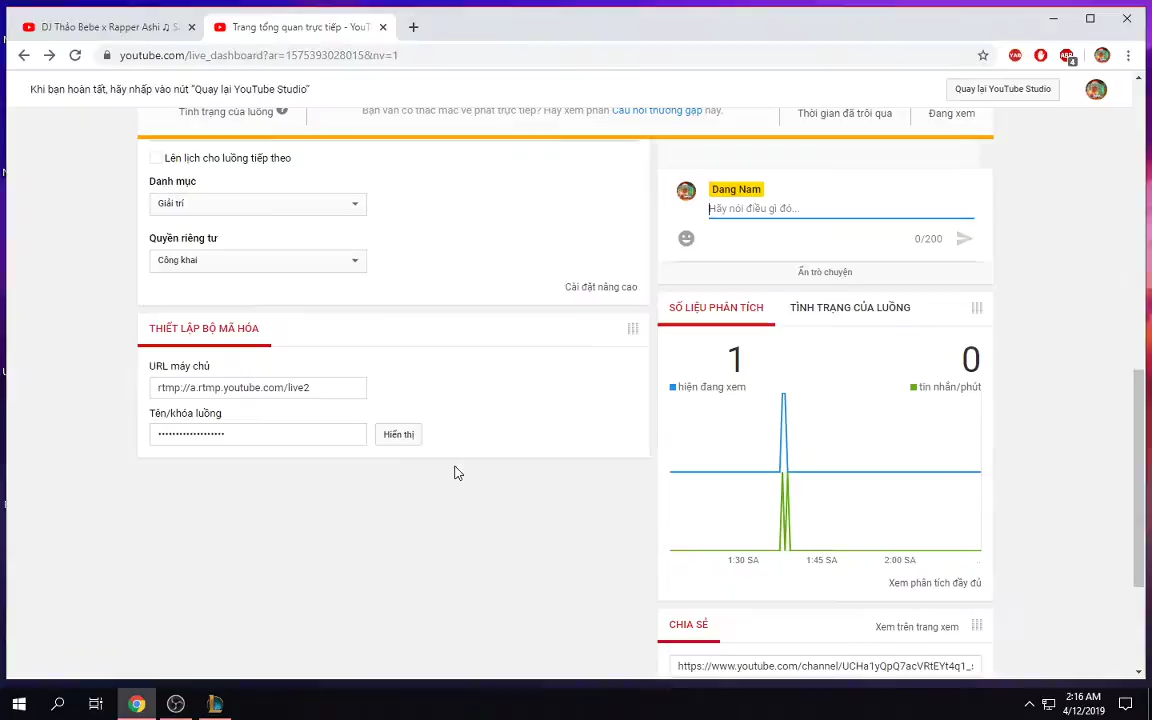 DJ Thảo Bebe x Rapper Ashi ♫ S
Trang tổng quan trực tiếp - YouT
youtube.com/live_dashboard?ar=1575393028015&nv=1
4
Khi bạn hoàn tất, hãy nhấp vào nút "Quay lại YouTube Studio"
Quay lại YouTube Studio
Tình trạng của luồng
Bạn vẫn có thắc mắc về phát trực tiếp? Hãy xem phần Câu hỏi thường gặp này.
Thời gian đã trôi qua
Đang xem
Lên lịch cho luồng tiếp theo
Danh mục
Giải trí
Quyền riêng tư
Công khai
Cài đặt nâng cao
THIẾT LẬP BỘ MÃ HÓA
URL máy chủ
rtmp://a.rtmp.youtube.com/live2
Tên/khóa luồng
••••••••••••••••••• 
Hiển thị
Dang Nam
Hãy nói điều gì đó...
0/200
Ẩn trò chuyện
SỐ LIỆU PHÂN TÍCH
TÌNH TRẠNG CỦA LUỒNG
1
0
hiện đang xem
tin nhắn/phút
1:30 SA
1:45 SA
2:00 SA
Xem phân tích đầy đủ
CHIA SẺ
Xem trên trang xem
https://www.youtube.com/channel/UCHa1yQpQ7acVRtEYt4q1_
2:16 AM
4/12/2019